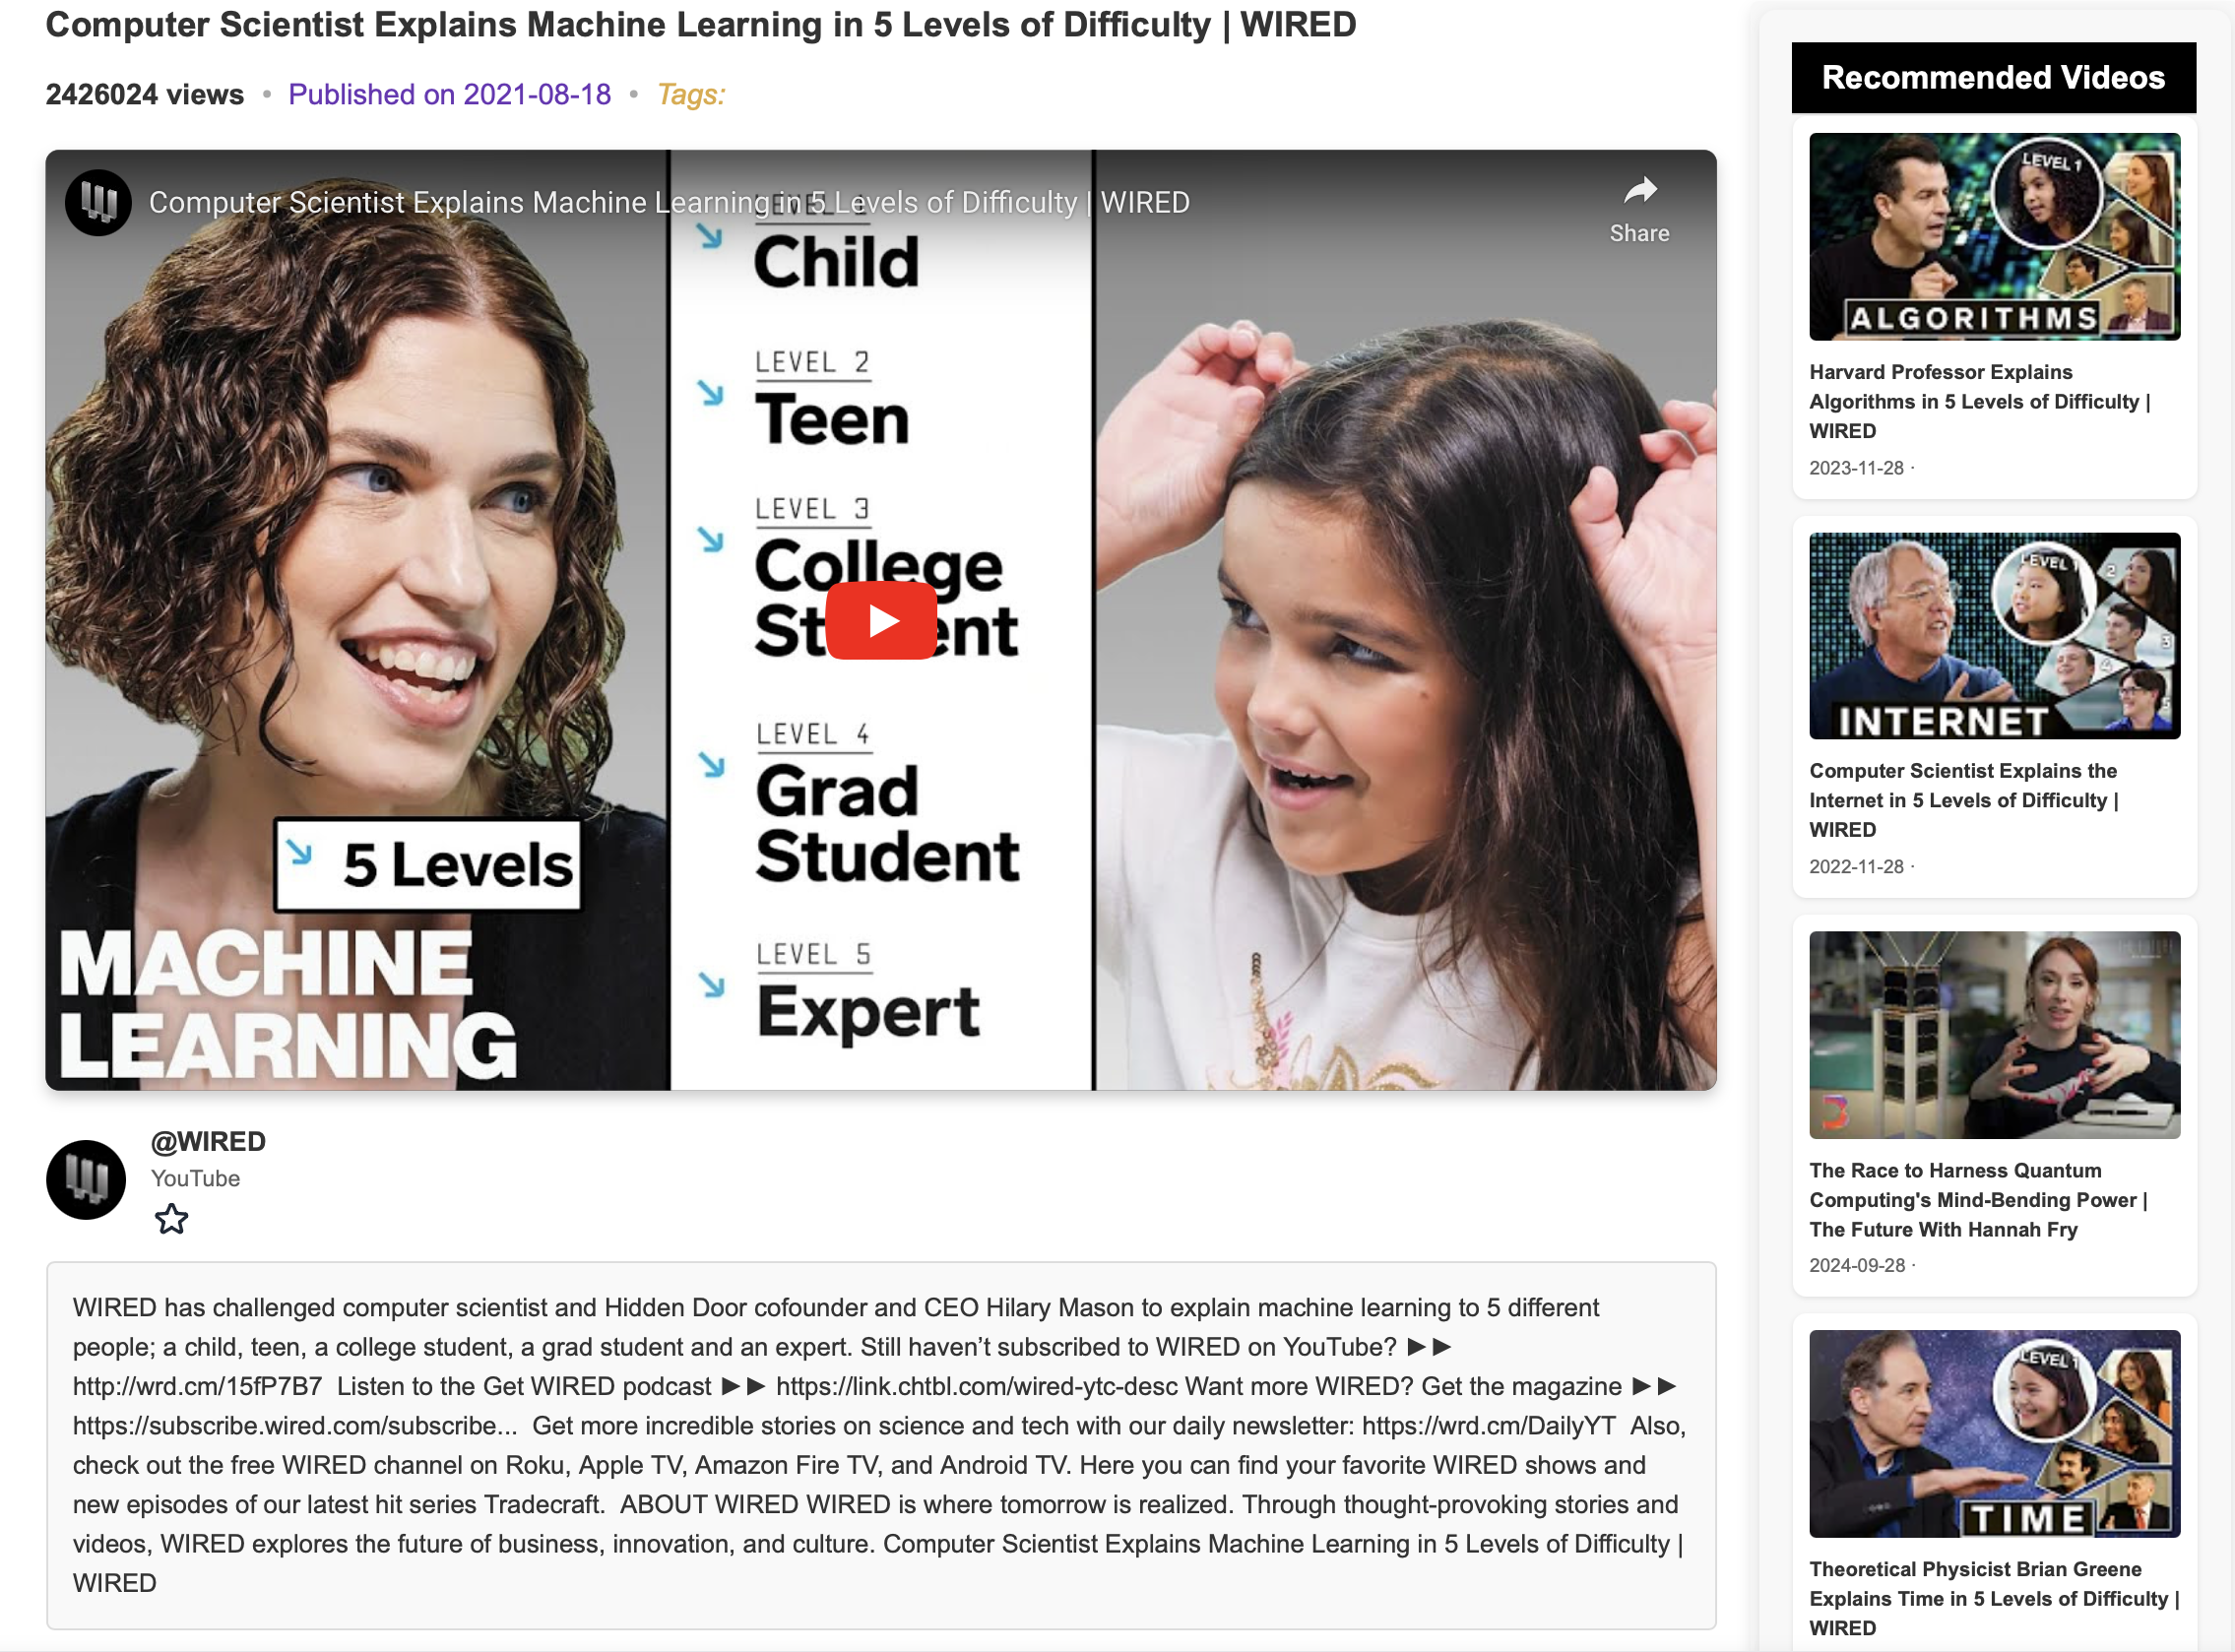 Computer Scientist Explains Machine Learning in 5 Levels of Difficulty | WIRED
2426024 views • Published on 2021-08-18 • Tags:
Computer Scientist Explains Machine Learning in 5 Levels of Difficulty | WIRED
Share
LEVEL 1
Child
LEVEL 2
Teen
LEVEL 3
College
Student
LEVEL 4
Grad
Student
LEVEL 5
Expert
5 Levels
MACHINE
LEARNING
@WIRED
YouTube
WIRED has challenged computer scientist and Hidden Door cofounder and CEO Hilary Mason to explain machine learning to 5 different
people; a child, teen, a college student, a grad student and an expert. Still haven’t subscribed to WIRED on YouTube? ►►
http://wrd.cm/15fP7B7  Listen to the Get WIRED podcast ►► https://link.chtbl.com/wired-ytc-desc Want more WIRED? Get the magazine ►►
https://subscribe.wired.com/subscribe...  Get more incredible stories on science and tech with our daily newsletter: https://wrd.cm/DailyYT  Also,
check out the free WIRED channel on Roku, Apple TV, Amazon Fire TV, and Android TV. Here you can find your favorite WIRED shows and
new episodes of our latest hit series Tradecraft.  ABOUT WIRED WIRED is where tomorrow is realized. Through thought-provoking stories and
videos, WIRED explores the future of business, innovation, and culture. Computer Scientist Explains Machine Learning in 5 Levels of Difficulty |
WIRED
Recommended Videos
LEVEL 1
ALGORITHMS
Harvard Professor Explains
Algorithms in 5 Levels of Difficulty |
WIRED
2023-11-28 ·
LEVEL 1
2
3
4
INTERNET
Computer Scientist Explains the
Internet in 5 Levels of Difficulty |
WIRED
2022-11-28 ·
The Race to Harness Quantum
Computing's Mind-Bending Power |
The Future With Hannah Fry
2024-09-28 ·
LEVEL 1
TIME
Theoretical Physicist Brian Greene
Explains Time in 5 Levels of Difficulty |
WIRED